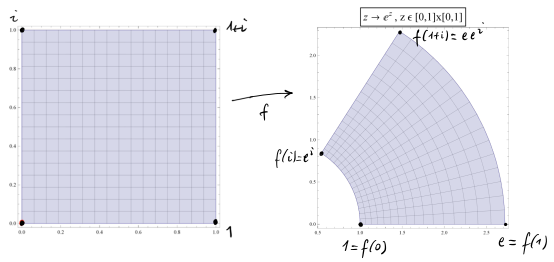 i
1+i
1.0
0.8
0.6
0.4
0.2
0.0
0.0 0.2 0.4 0.6 0.8 1.0
1
f
z → e^z , z ϵ [0,1]x[0,1]
f(1+i) = e e^i
2.0
1.5
1.0
0.5
0.0
f(i)=e^i
0.5 1.0 1.5 2.0 2.5
1=f(0)
e = f(1)